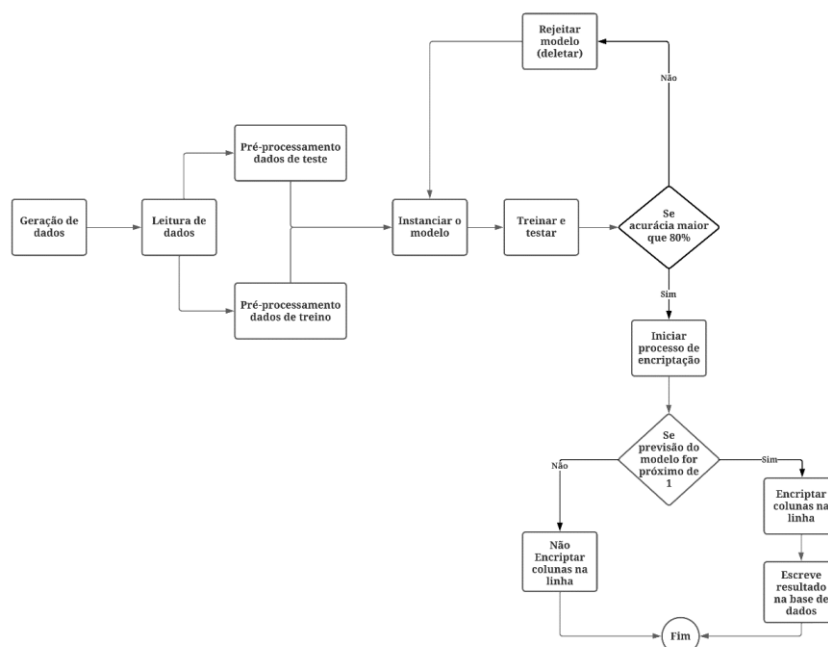 Rejeitar
modelo
(deletar)
Não
Pré-processamento
dados de teste
Geração de
dados
Leitura de
dados
Instanciar o
modelo
Treinar e
testar
Se
acurácia maior
que 80%
Pré-processamento
dados de treino
Sim
Iniciar
processo de
encriptação
Se
previsão do
modelo for
próximo de
1
Não
Sim
Encriptar
colunas na
linha
Não
Encriptar
colunas na
linha
Escreve
resultado
na base de
dados
Fim